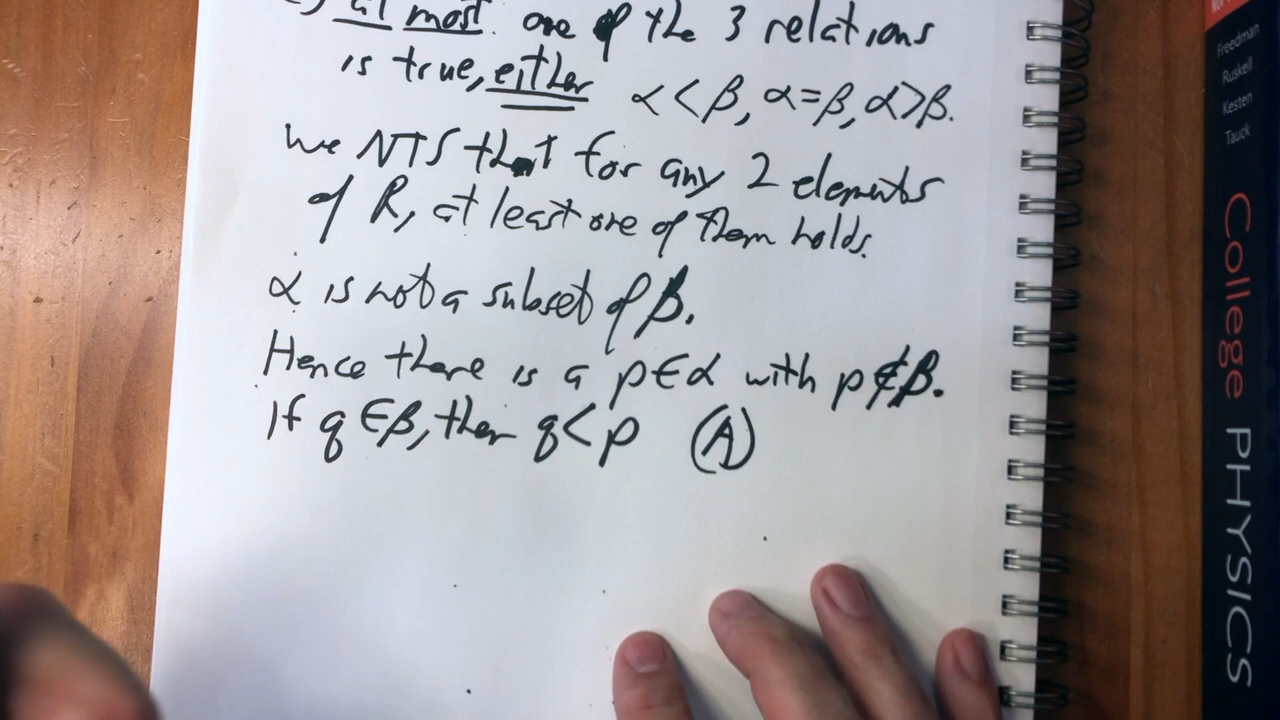 at most. one of the 3 relations
is true, either α<β, α=β, α>β.
We NTS that for any 2 elements
of R, at least one of them holds.
α is not a subset of β.
Hence there is a p∈α with p∉β.
If q∈β, then q<p (A)
Freedman
Ruskell
Kesten
Tauck
College PHYSICS